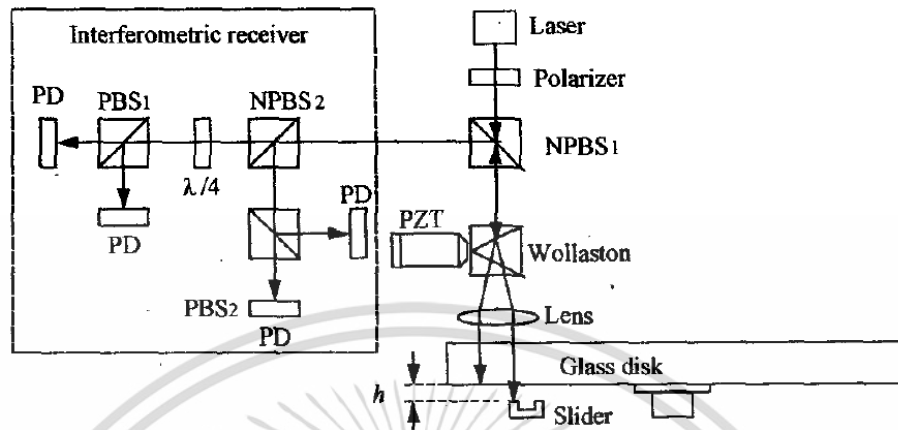 Interferometric receiver
Laser
Polarizer
PD
PBS1
NPBS2
NPBS1
λ/4
PD
PD
PZT
Wollaston
PBS2
PD
Lens
Glass disk
h
Slider